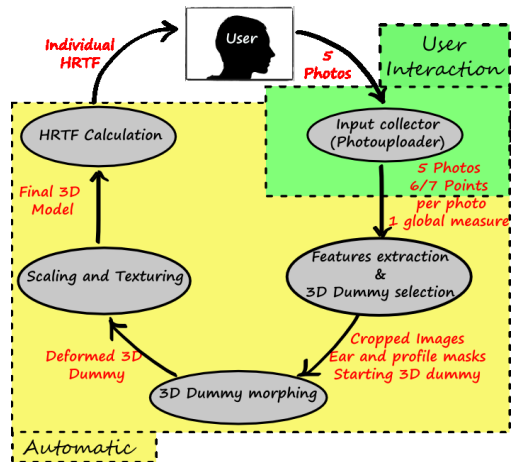 User
Individual
HRTF
5
Photos
User
Interaction
HRTF Calculation
Input collector
(Photouploader)
5 Photos
6/7 Points
per photo
1 global measure
Final 3D
Model
Scaling and Texturing
Features extraction
&
3D Dummy selection
Cropped Images
Ear and profile masks
Starting 3D dummy
Deformed 3D
Dummy
3D Dummy morphing
Automatic